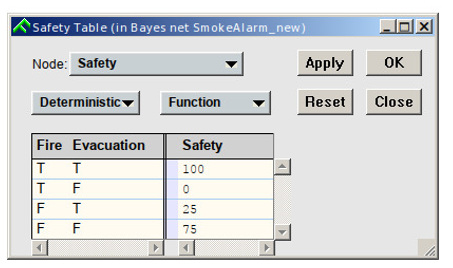 Safety Table (in Bayes net SmokeAlarm_new)
Node: Safety Apply OK
Deterministic Function Reset Close
Fire Evacuation Safety
T T 100
T F 0
F T 25
F F 75